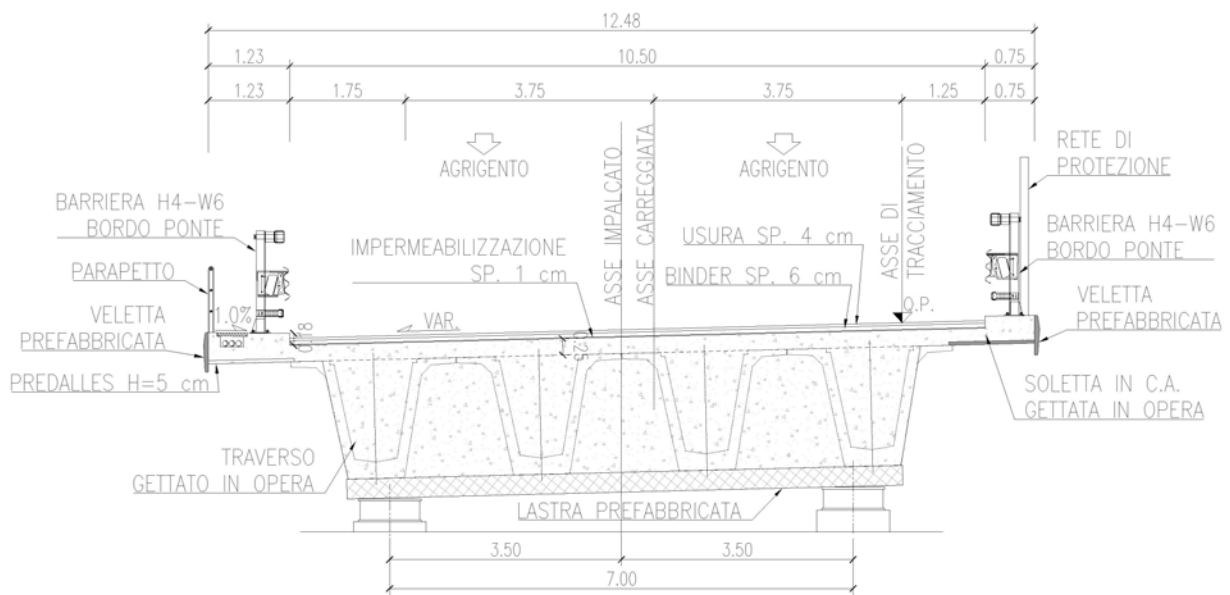 12.48
1.23
10.50
0.75
1.23
1.75
3.75
3.75
1.25
0.75
AGRIGENTO
AGRIGENTO
ASSE IMPALCATO
ASSE CARREGGIATA
ASSE DI
TRACCIAMENTO
RETE DI
PROTEZIONE
BARRIERA H4-W6
BORDO PONTE
BARRIERA H4-W6
BORDO PONTE
IMPERMEABILIZZAZIONE
SP. 1 cm
USURA SP. 4 cm
BINDER SP. 6 cm
PARAPETTO
VELETTA
PREFABBRICATA
VELETTA
PREFABBRICATA
1.0%
VAR.
Q.P.
0.25
PREDALLES H=5 cm
SOLETTA IN C.A.
GETTATA IN OPERA
TRAVERSO
GETTATO IN OPERA
LASTRA PREFABBRICATA
3.50
3.50
7.00